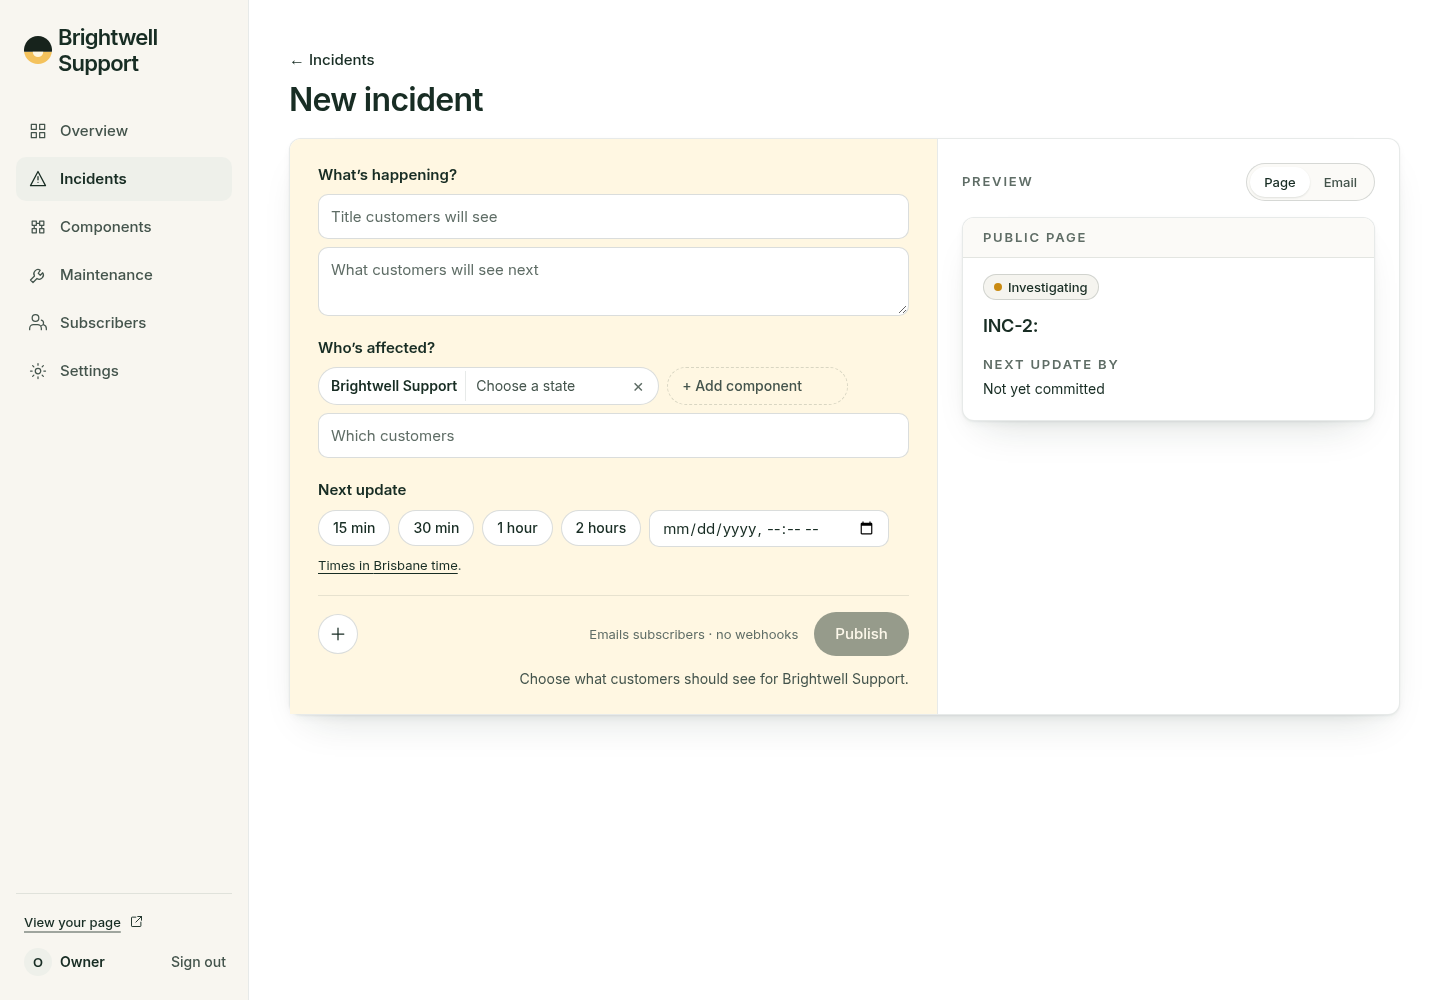 Brightwell
Support
Overview
Incidents
Components
Maintenance
Subscribers
Settings
View your page
O Owner Sign out
← Incidents
New incident
What's happening?
Title customers will see
What customers will see next
Who's affected?
Brightwell Support Choose a state × + Add component
Which customers
Next update
15 min 30 min 1 hour 2 hours mm/dd/yyyy, --:-- --
Times in Brisbane time.
+ Emails subscribers · no webhooks Publish
Choose what customers should see for Brightwell Support.
PREVIEW Page Email
PUBLIC PAGE
Investigating
INC-2:
NEXT UPDATE BY
Not yet committed